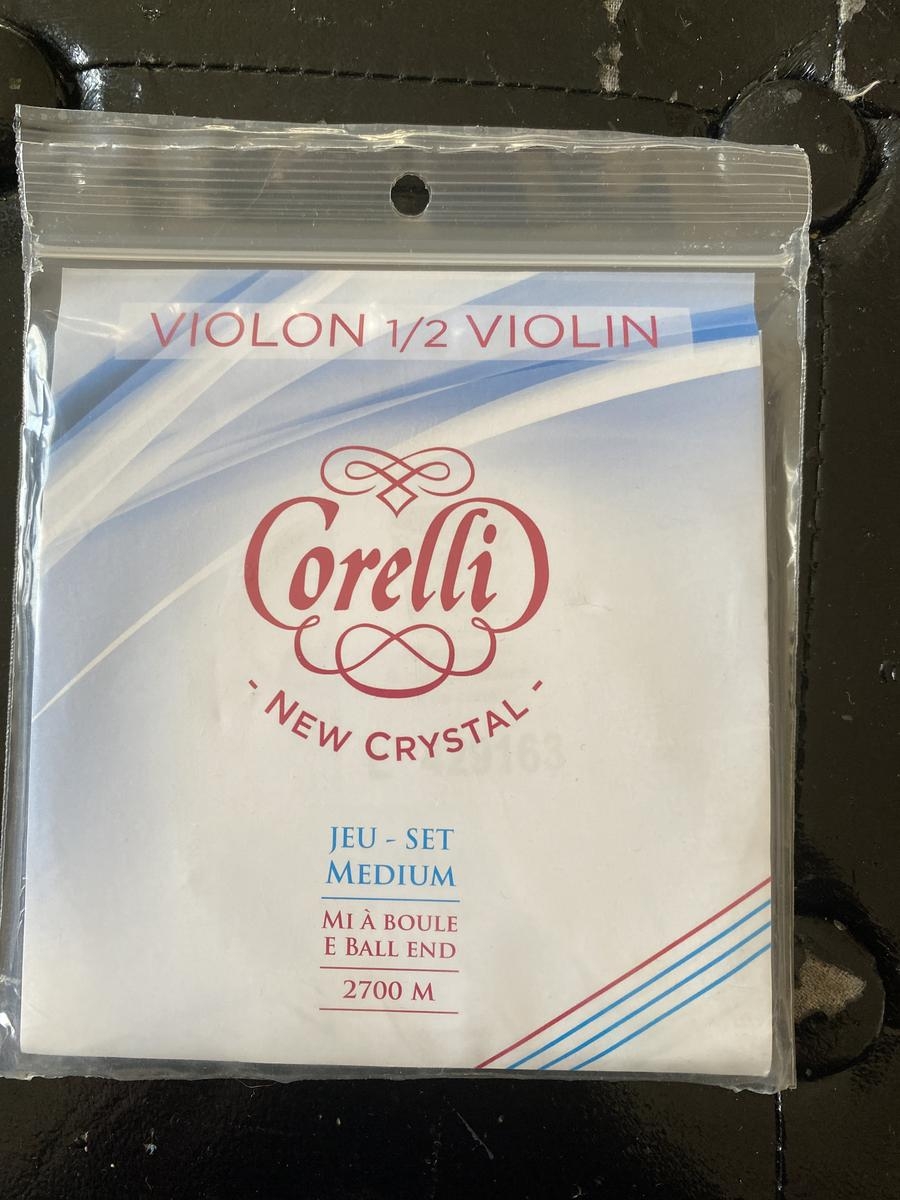 VIOLON 1/2 VIOLIN
Corelli
- NEW CRYSTAL -
JEU - SET
MEDIUM
MI À BOULE
E BALL END
2700 M